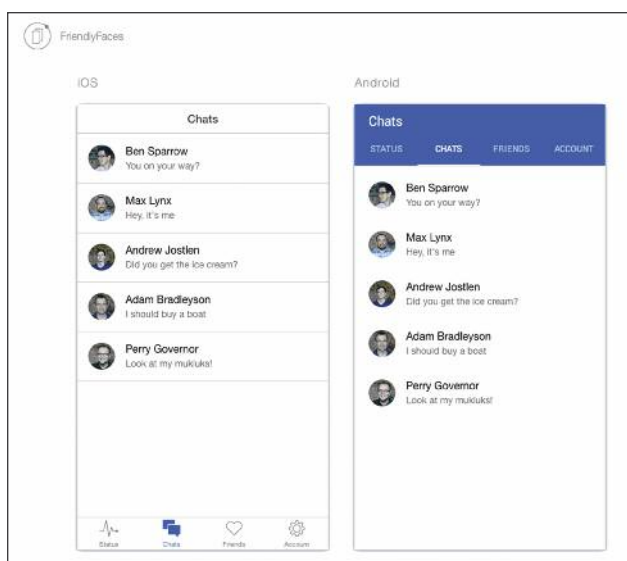 FriendlyFaces
iOS
Chats
Ben Sparrow
You on your way?
Max Lynx
Hey, it's me
Andrew Jostlen
Did you get the ice cream?
Adam Bradleyson
I should buy a boat
Perry Governor
Look at my mukluks!
Status
Chats
Friends
Account
Android
Chats
STATUS CHATS FRIENDS ACCOUNT
Ben Sparrow
You on your way?
Max Lynx
Hey, it's me
Andrew Jostlen
Did you get the ice cream?
Adam Bradleyson
I should buy a boat
Perry Governor
Look at my mukluks!